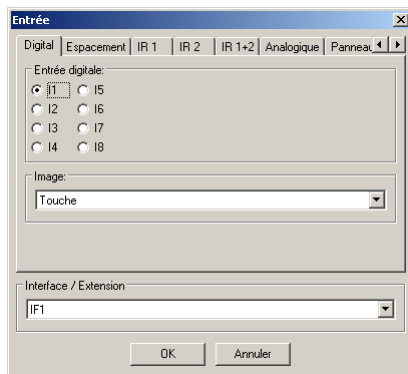 Entrée
Digital Espacement IR 1 IR 2 IR 1+2 Analogique
Entrée digitale:
I1 I5
I2 I6
I3 I7
I4 I8
Image:
Touche
Interface / Extension
IF1
OK Annuler